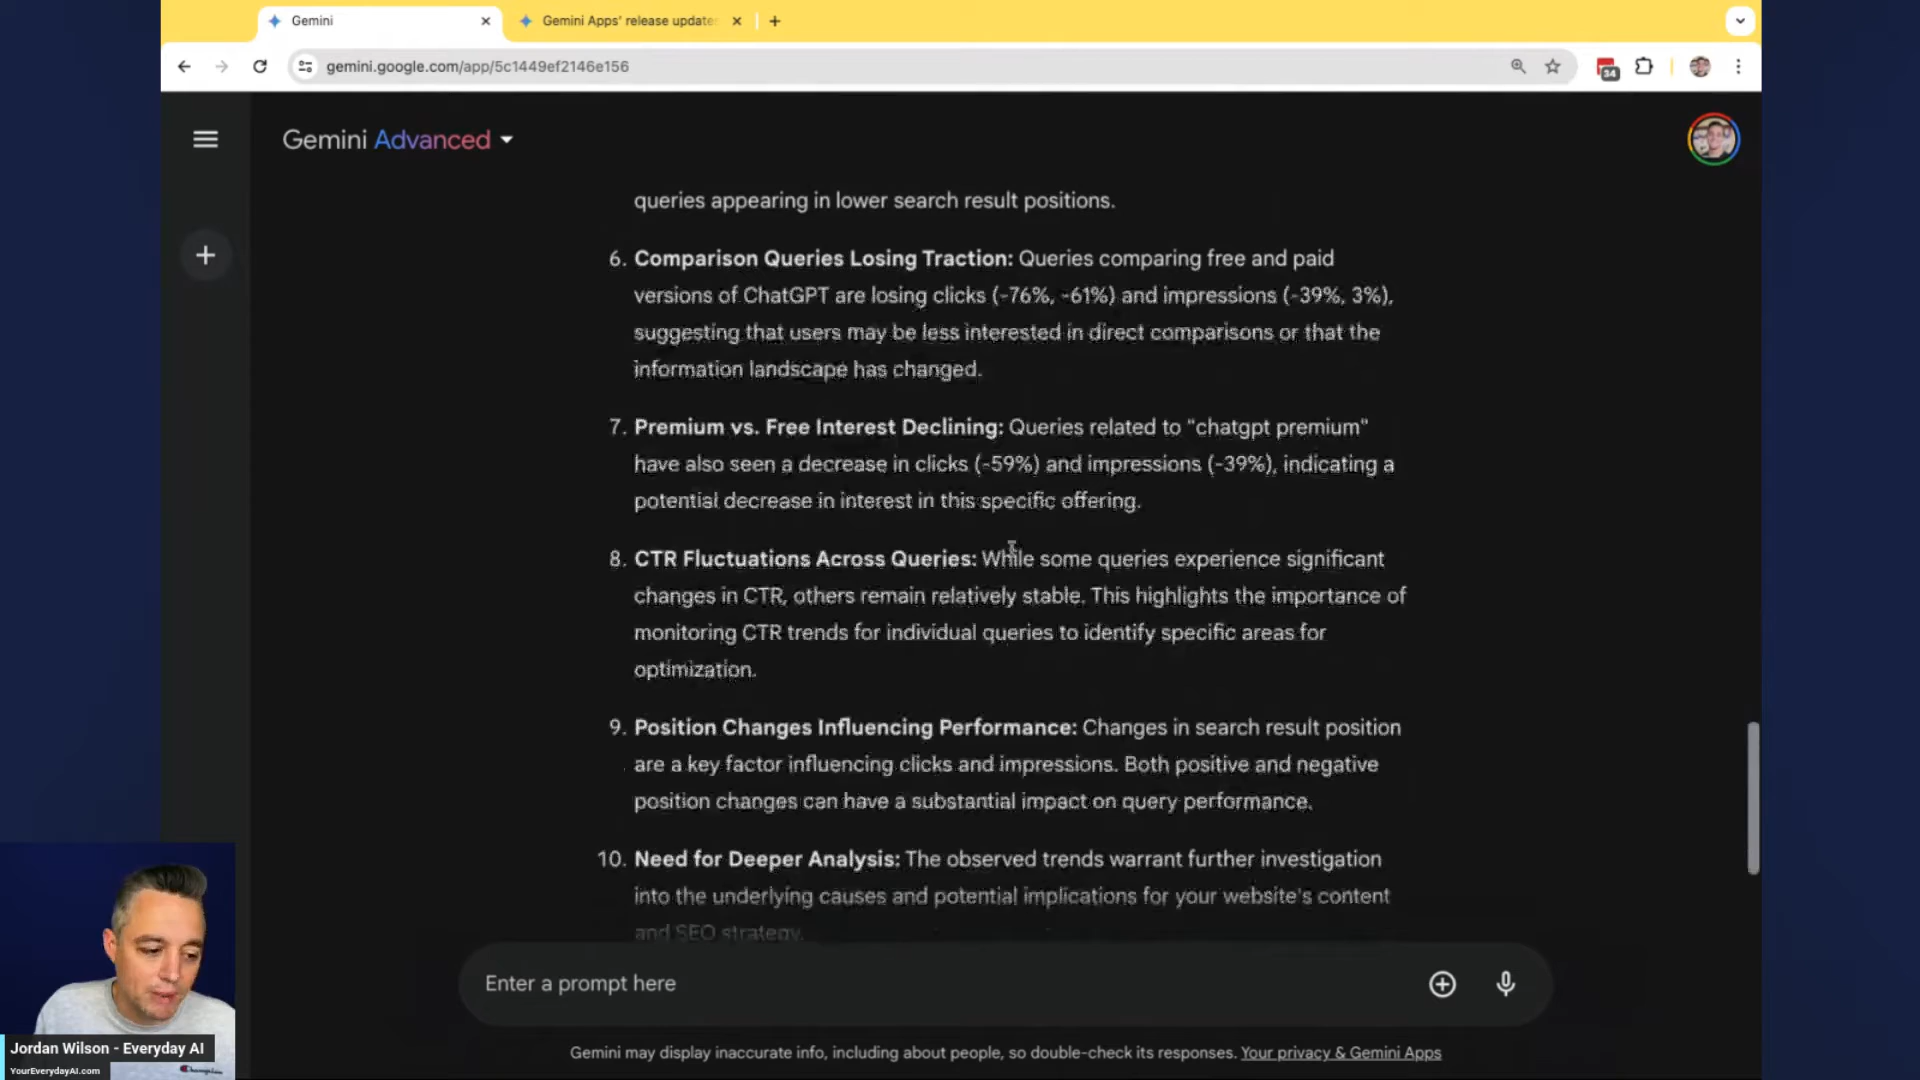 Gemini
Gemini Apps' release update
gemini.google.com/app/5c1449ef2146e156
34
Gemini Advanced
queries appearing in lower search result positions.
6. Comparison Queries Losing Traction: Queries comparing free and paid
versions of ChatGPT are losing clicks (-76%, -61%) and impressions (-39%, 3%),
suggesting that users may be less interested in direct comparisons or that the
information landscape has changed.
7. Premium vs. Free Interest Declining: Queries related to "chatgpt premium"
have also seen a decrease in clicks (-59%) and impressions (-39%), indicating a
potential decrease in interest in this specific offering.
8. CTR Fluctuations Across Queries: While some queries experience significant
changes in CTR, others remain relatively stable. This highlights the importance of
monitoring CTR trends for individual queries to identify specific areas for
optimization.
9. Position Changes Influencing Performance: Changes in search result position
are a key factor influencing clicks and impressions. Both positive and negative
position changes can have a substantial impact on query performance.
10. Need for Deeper Analysis: The observed trends warrant further investigation
into the underlying causes and potential implications for your website's content
and SEO strategy.
Enter a prompt here
Gemini may display inaccurate info, including about people, so double-check its responses. Your privacy & Gemini Apps
Jordan Wilson - Everyday AI
YourEverydayAI.com
Champion